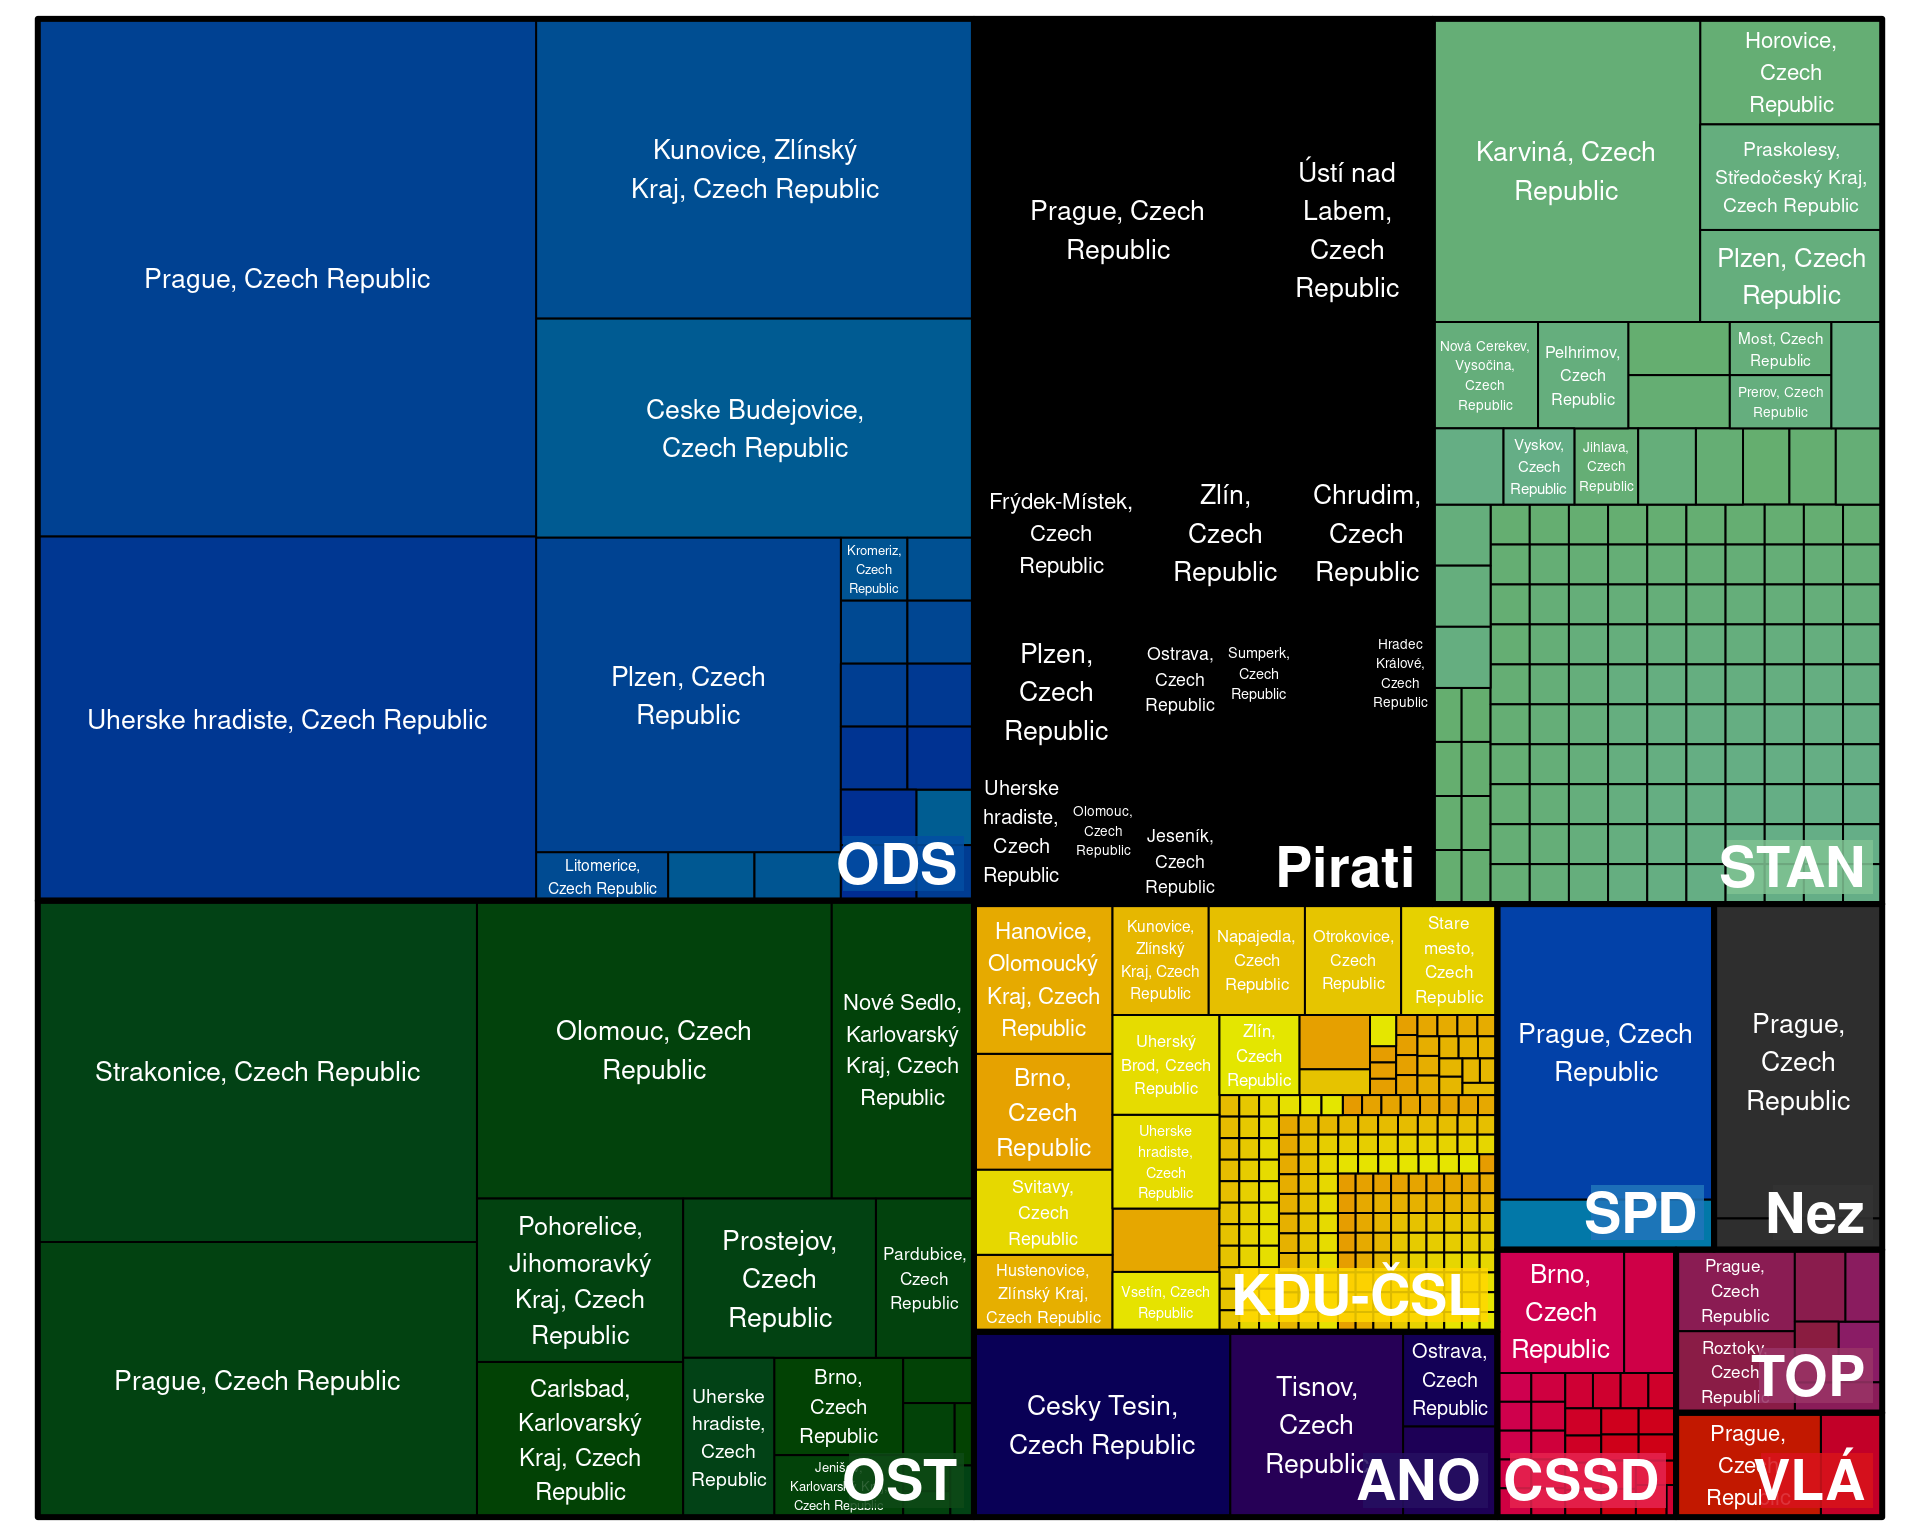 Prague, Czech Republic
Kunovice, Zlínský
Kraj, Czech Republic
Ceske Budejovice,
Czech Republic
Uherske hradiste, Czech Republic
Plzen, Czech
Republic
Kromeriz,
Czech
Republic
Litomerice,
Czech Republic
ODS
Prague, Czech
Republic
Ústí nad
Labem,
Czech
Republic
Frýdek-Místek,
Czech
Republic
Zlín,
Czech
Republic
Chrudim,
Czech
Republic
Plzen,
Czech
Republic
Ostrava,
Czech
Republic
Sumperk,
Czech
Republic
Hradec
Králové,
Czech
Republic
Uherske
hradiste,
Czech
Republic
Olomouc,
Czech
Republic
Jeseník,
Czech
Republic
Pirati
Karviná, Czech
Republic
Horovice,
Czech
Republic
Praskolesy,
Středočeský Kraj,
Czech Republic
Plzen, Czech
Republic
Nová Cerekev,
Vysočina,
Czech
Republic
Pelhrimov,
Czech
Republic
Most, Czech
Republic
Prerov, Czech
Republic
Vyskov,
Czech
Republic
Jihlava,
Czech
Republic
STAN
Strakonice, Czech Republic
Olomouc, Czech
Republic
Nové Sedlo,
Karlovarský
Kraj, Czech
Republic
Prague, Czech Republic
Pohorelice,
Jihomoravký
Kraj, Czech
Republic
Prostejov,
Czech
Republic
Pardubice,
Czech
Republic
Carlsbad,
Karlovarský
Kraj, Czech
Republic
Uherske
hradiste,
Czech
Republic
Brno,
Czech
Republic
Czech Republic
OST
Hanovice,
Olomoucký
Kraj, Czech
Republic
Kunovice,
Zlínský
Kraj, Czech
Republic
Napajedla,
Czech
Republic
Otrokovice,
Czech
Republic
Stare
mesto,
Czech
Republic
Brno,
Czech
Republic
Uherský
Brod, Czech
Republic
Zlín,
Czech
Republic
Svitavy,
Czech
Republic
Uherske
hradiste,
Czech
Republic
Hustenovice,
Zlínský Kraj,
Czech Republic
Vsetín, Czech
Republic
KDU-ČSL
Cesky Tesin,
Czech Republic
Tisnov,
Czech
Republic
Ostrava,
Czech
Republic
ANO
Prague, Czech
Republic
SPD
Prague,
Czech
Republic
Nez
Brno,
Czech
Republic
CSSD
Prague,
Czech
Republic
Roztoky,
Czech
Republic
TOP
Prague,
Czech
Republic
VLÁ